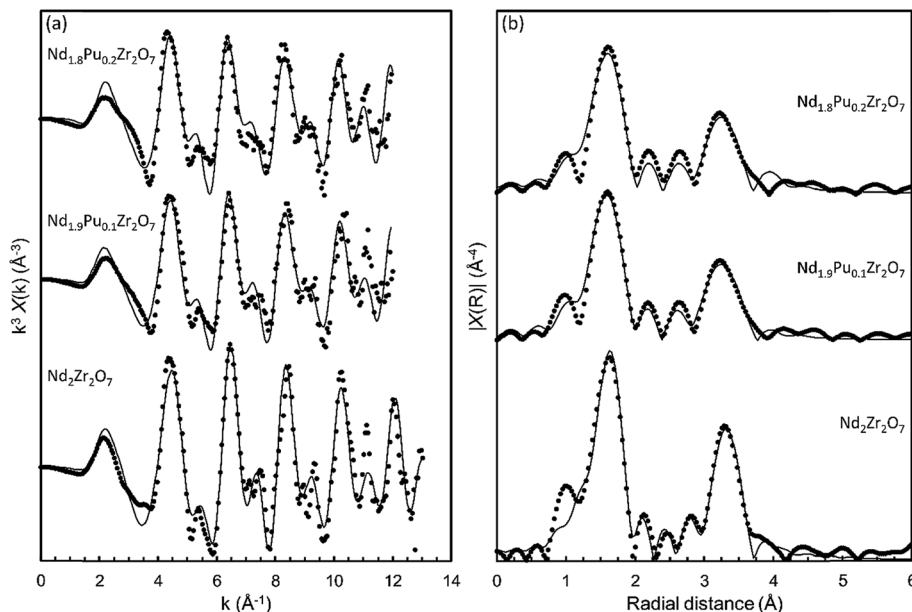 (a)
Nd1.8Pu0.2Zr2O7
Nd1.9Pu0.1Zr2O7
Nd2Zr2O7
k³ X(k) (Å-3)
0 2 4 6 8 10 12 14
k (Å-1)
(b)
Nd1.8Pu0.2Zr2O7
Nd1.9Pu0.1Zr2O7
Nd2Zr2O7
|X(R)| (Å-4)
0 1 2 3 4 5 6
Radial distance (Å)